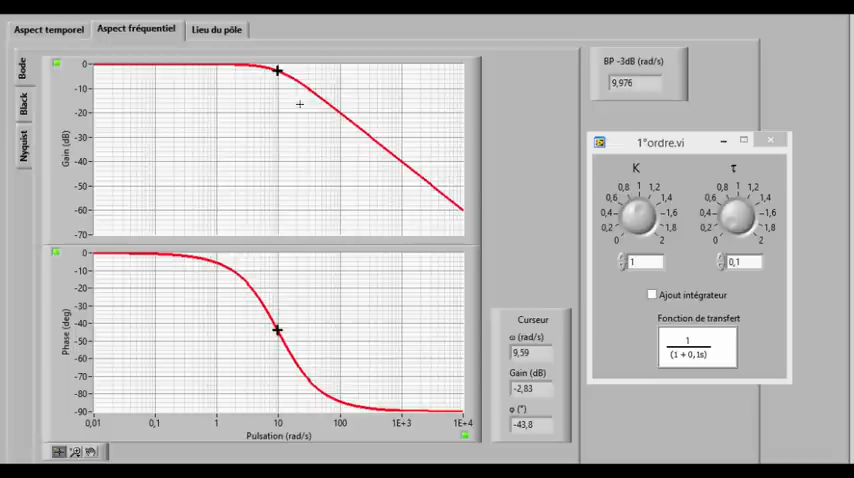 Aspect temporel Aspect fréquentiel Lieu du pôle
Bode
Black
Nyquist
Gain (dB)
0
-10
-20
-30
-40
-50
-60
-70
Phase (deg)
0
-10
-20
-30
-40
-50
-60
-70
-80
-90
0,01 0,1 1 10 100 1E+3 1E+4
Pulsation (rad/s)
BP -3dB (rad/s)
9,976
Curseur
ω (rad/s)
9,59
Gain (dB)
-2,83
φ (°)
-43,8
1°ordre.vi
K
0 0,2 0,4 0,6 0,8 1 1,2 1,4 1,6 1,8 2
1
τ
0 0,2 0,4 0,6 0,8 1 1,2 1,4 1,6 1,8 2
0,1
Ajout intégrateur
Fonction de transfert
1
(1 + 0,1s)